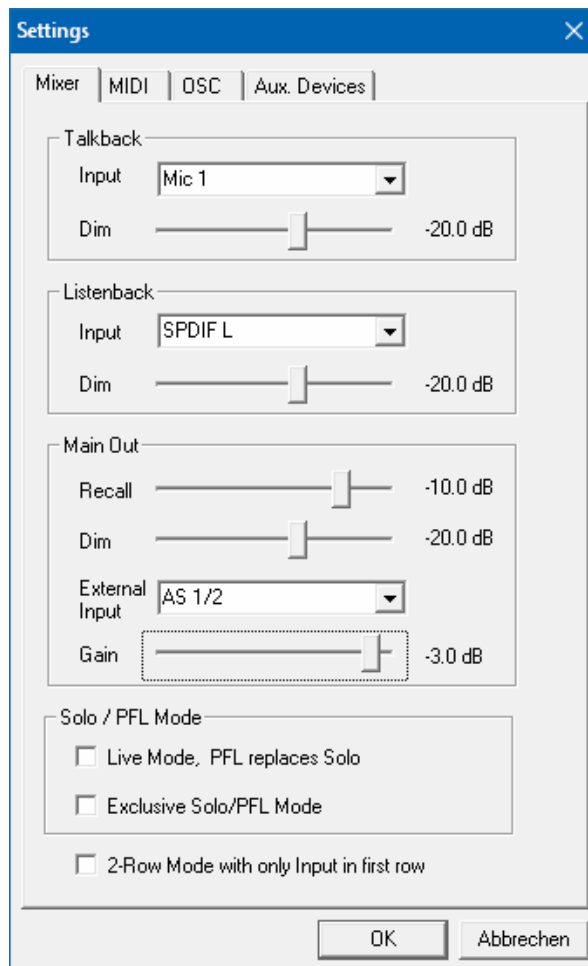 Settings
Mixer MIDI OSC Aux. Devices
Talkback
Input Mic 1
Dim -20.0 dB
Listenback
Input SPDIF L
Dim -20.0 dB
Main Out
Recall -10.0 dB
Dim -20.0 dB
External
Input AS 1/2
Gain -3.0 dB
Solo / PFL Mode
Live Mode, PFL replaces Solo
Exclusive Solo/PFL Mode
2-Row Mode with only Input in first row
OK Abbrechen